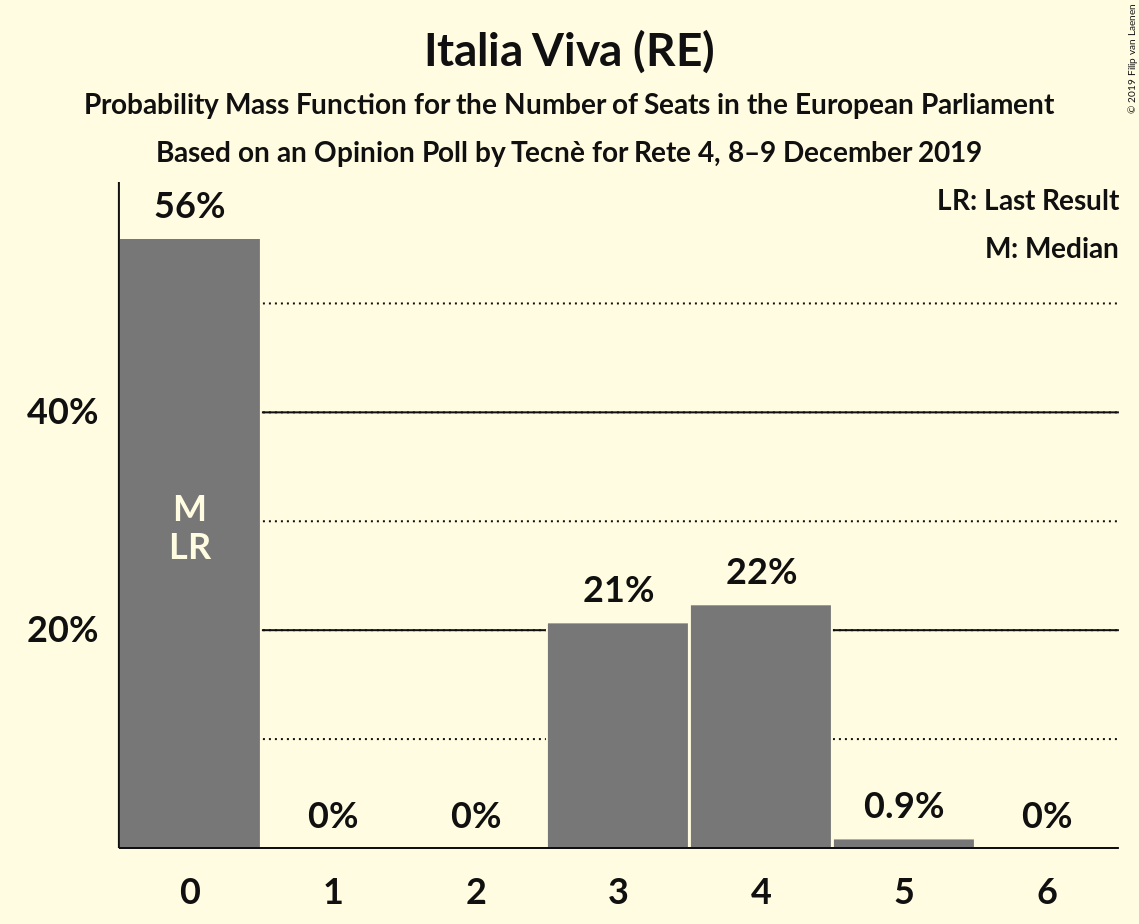 Italia Viva (RE)
Probability Mass Function for the Number of Seats in the European Parliament
Based on an Opinion Poll by Tecnè for Rete 4, 8–9 December 2019
© 2019 Filip van Laenen
LR: Last Result
M: Median
56%
40%
20%
M
LR
0%
0%
21%
22%
0.9%
0%
0
1
2
3
4
5
6